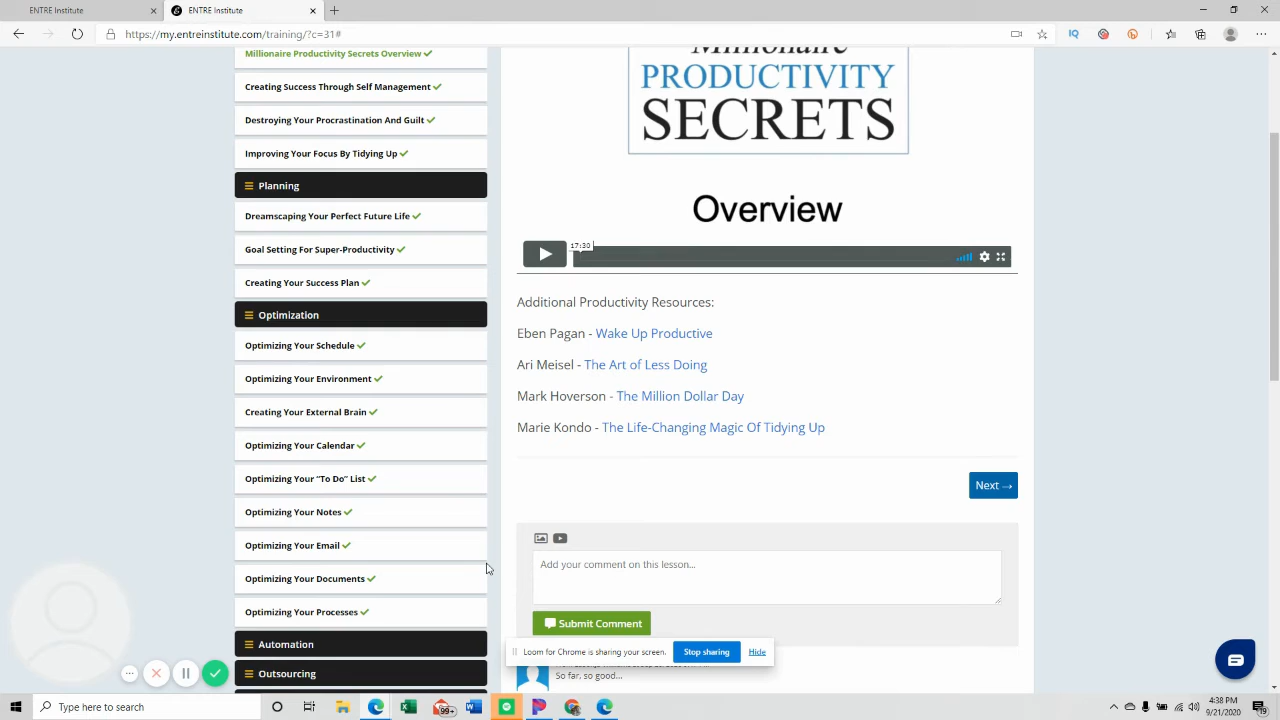 ENTRE Institute
ENTRE Institute
https://my.entreinstitute.com/training/?c=31#
Millionaire Productivity Secrets Overview
Creating Success Through Self Management
Destroying Your Procrastination And Guilt
Improving Your Focus By Tidying Up
Planning
Dreamscaping Your Perfect Future Life
Goal Setting For Super-Productivity
Creating Your Success Plan
Optimization
Optimizing Your Schedule
Optimizing Your Environment
Creating Your External Brain
Optimizing Your Calendar
Optimizing Your “To Do” List
Optimizing Your Notes
Optimizing Your Email
Optimizing Your Documents
Optimizing Your Processes
Automation
Outsourcing
Millionaire
PRODUCTIVITY
SECRETS
Overview
17:30
Additional Productivity Resources:
Eben Pagan - Wake Up Productive
Ari Meisel - The Art of Less Doing
Mark Hoverson - The Million Dollar Day
Marie Kondo - The Life-Changing Magic Of Tidying Up
Next →
Add your comment on this lesson...
Submit Comment
Loom for Chrome is sharing your screen.
Stop sharing
Hide
So far, so good...
Type here to search
99+
4:38 PM
9/21/2020
19